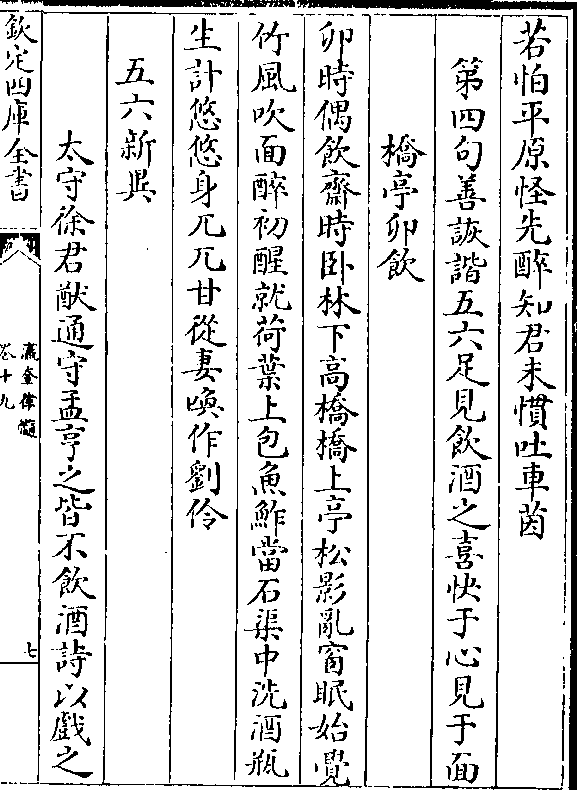 若怕平原怪先醉知君未慣吐車茵
第四句善詼諧五六足見飲酒之喜快于心見于面
橋亭卯飲
卯時偶飲齋時卧林下高橋橋上亭松影亂窗眠始覺
竹風吹面醉初醒就荷葉上包魚鮓當石渠中洗酒瓶
生計悠悠身兀兀甘從妻喚作劉伶
五六新異
太守徐君猷通守孟亨之皆不飲酒詩以戲之
欽定四庫全書
瀛奎律髓
卷十九
七